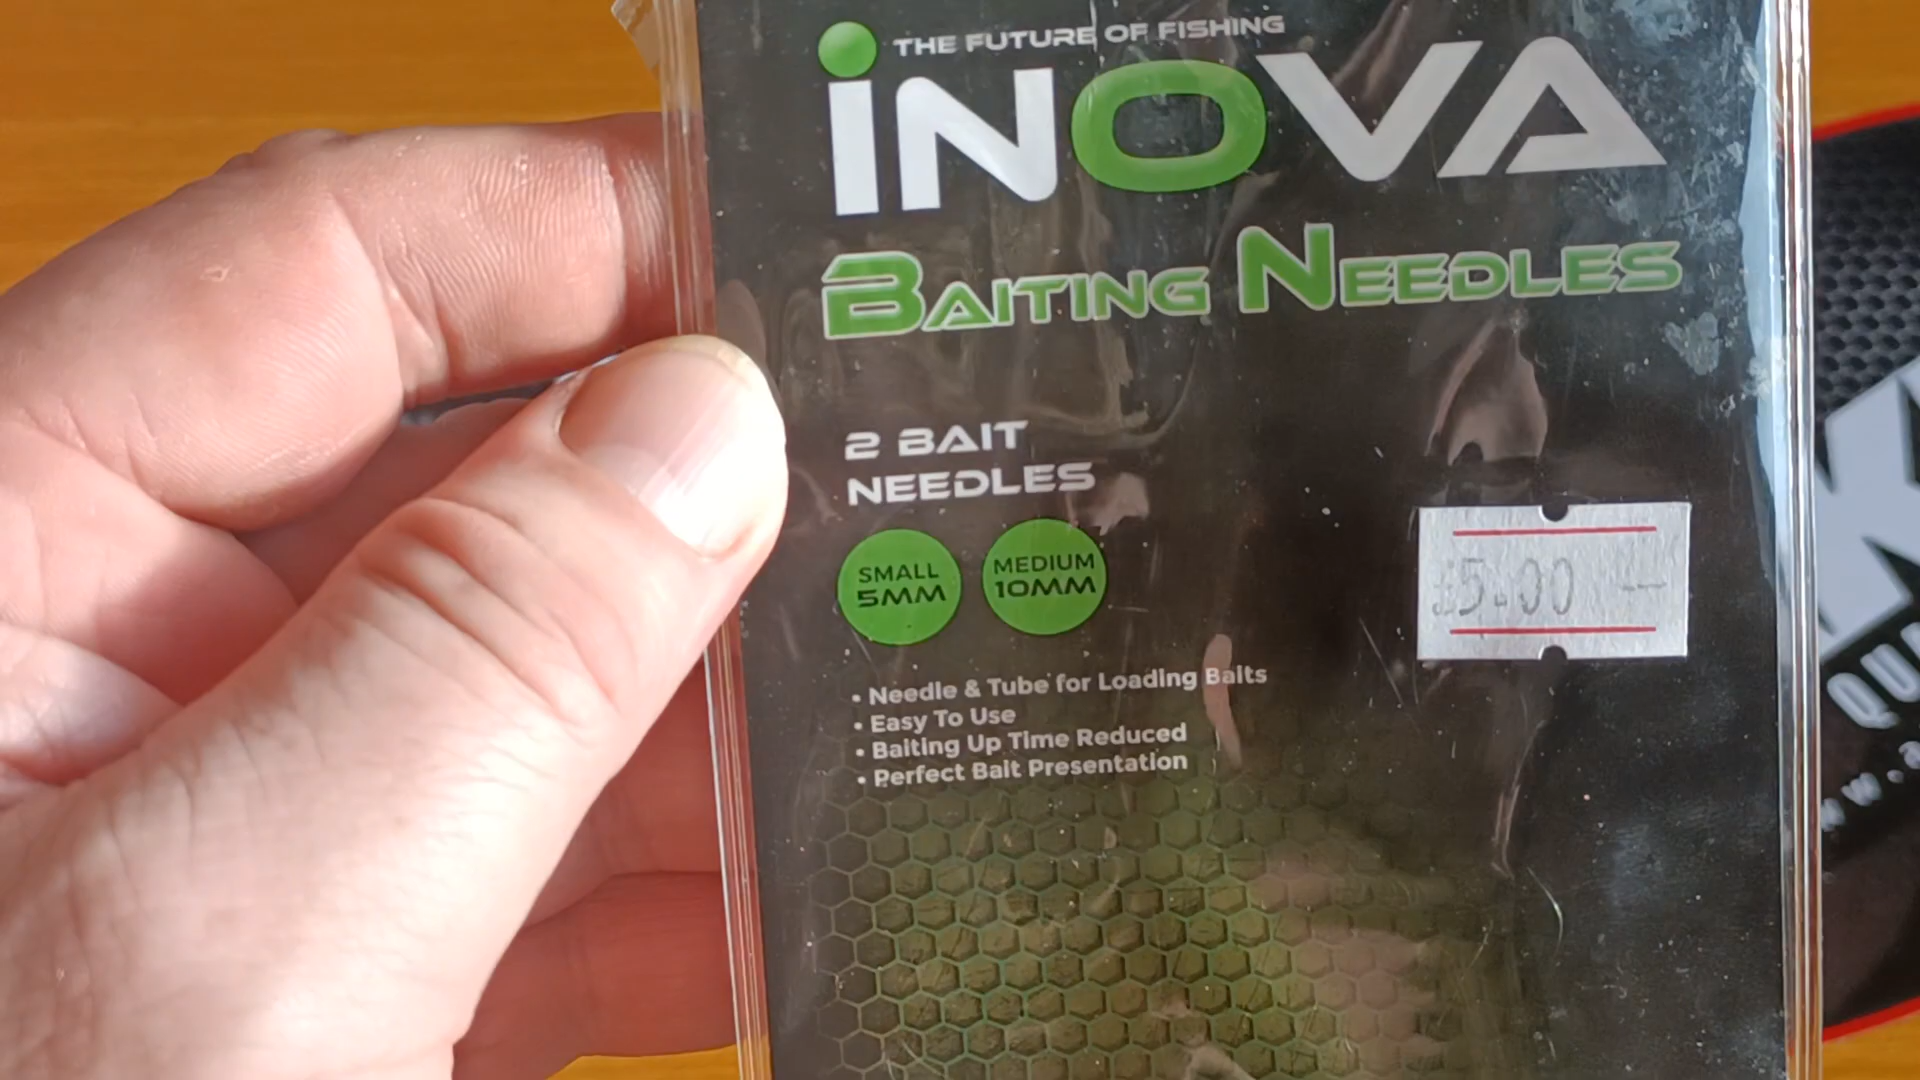 THE FUTURE OF FISHING
iNOVA
BAITING NEEDLES
2 BAIT
NEEDLES
SMALL
5MM
MEDIUM
10MM
£5.00
• Needle & Tube for Loading Baits
• Easy To Use
• Baiting Up Time Reduced
• Perfect Bait Presentation